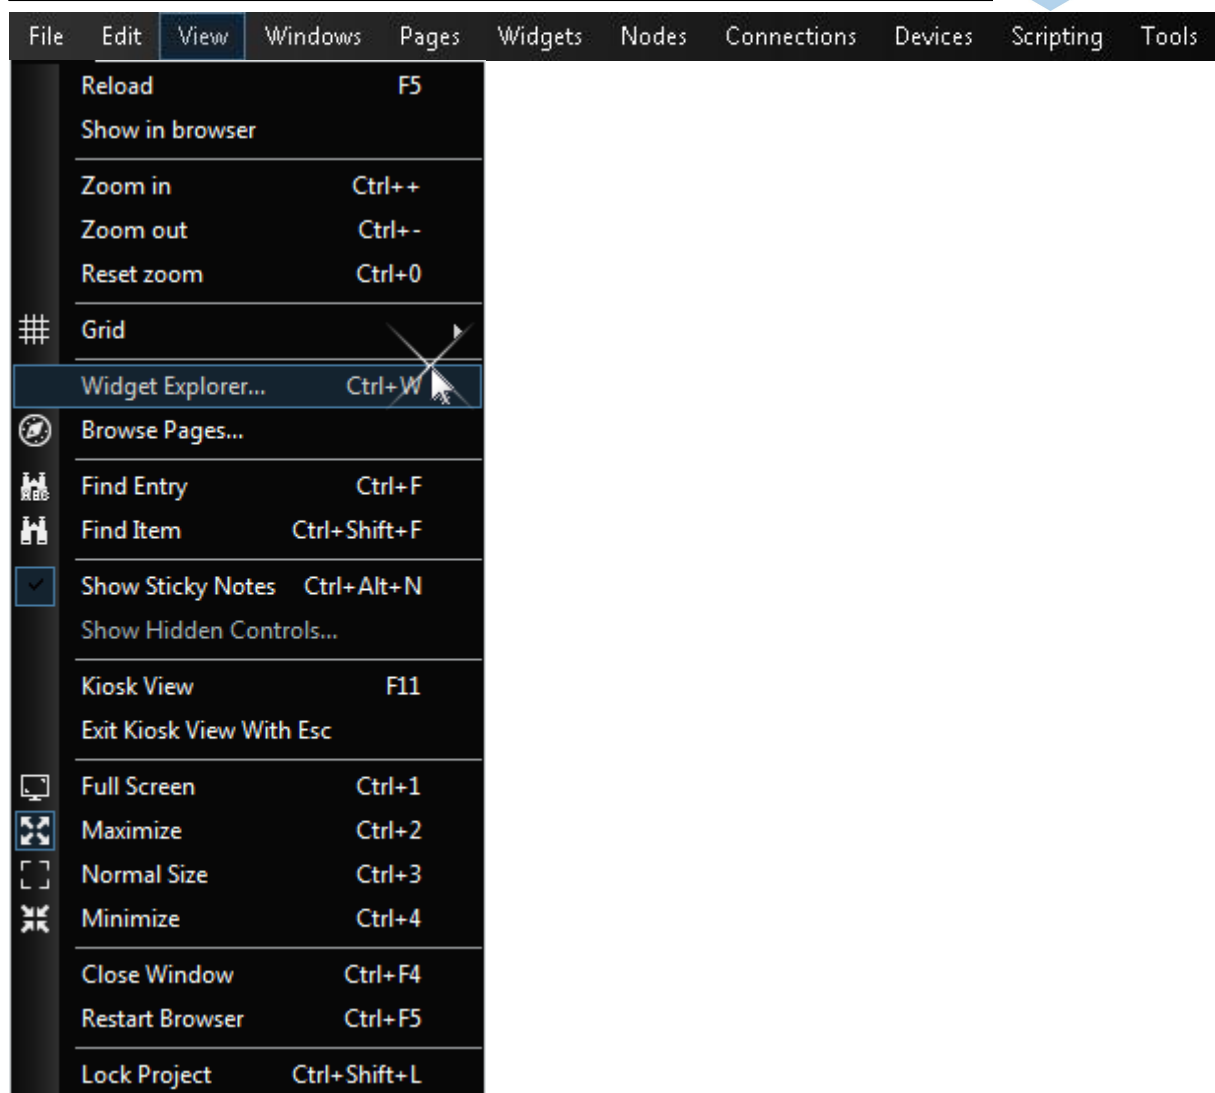 File Edit View Windows Pages Widgets Nodes Connections Devices Scripting Tools
Reload F5
Show in browser
Zoom in Ctrl++
Zoom out Ctrl+-
Reset zoom Ctrl+0
Grid
Widget Explorer... Ctrl+W
Browse Pages...
Find Entry Ctrl+F
Find Item Ctrl+Shift+F
Show Sticky Notes Ctrl+Alt+N
Show Hidden Controls...
Kiosk View F11
Exit Kiosk View With Esc
Full Screen Ctrl+1
Maximize Ctrl+2
Normal Size Ctrl+3
Minimize Ctrl+4
Close Window Ctrl+F4
Restart Browser Ctrl+F5
Lock Project Ctrl+Shift+L